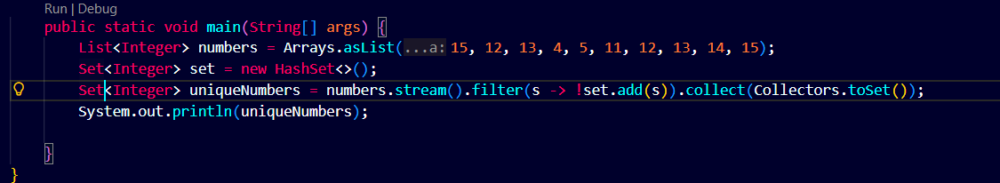 Run | Debug
public static void main(String[] args) {
List<Integer> numbers = Arrays.asList(...a: 15, 12, 13, 4, 5, 11, 12, 13, 14, 15);
Set<Integer> set = new HashSet<>();
Set<Integer> uniqueNumbers = numbers.stream().filter(s -> !set.add(s)).collect(Collectors.toSet());
System.out.println(uniqueNumbers);
}
}